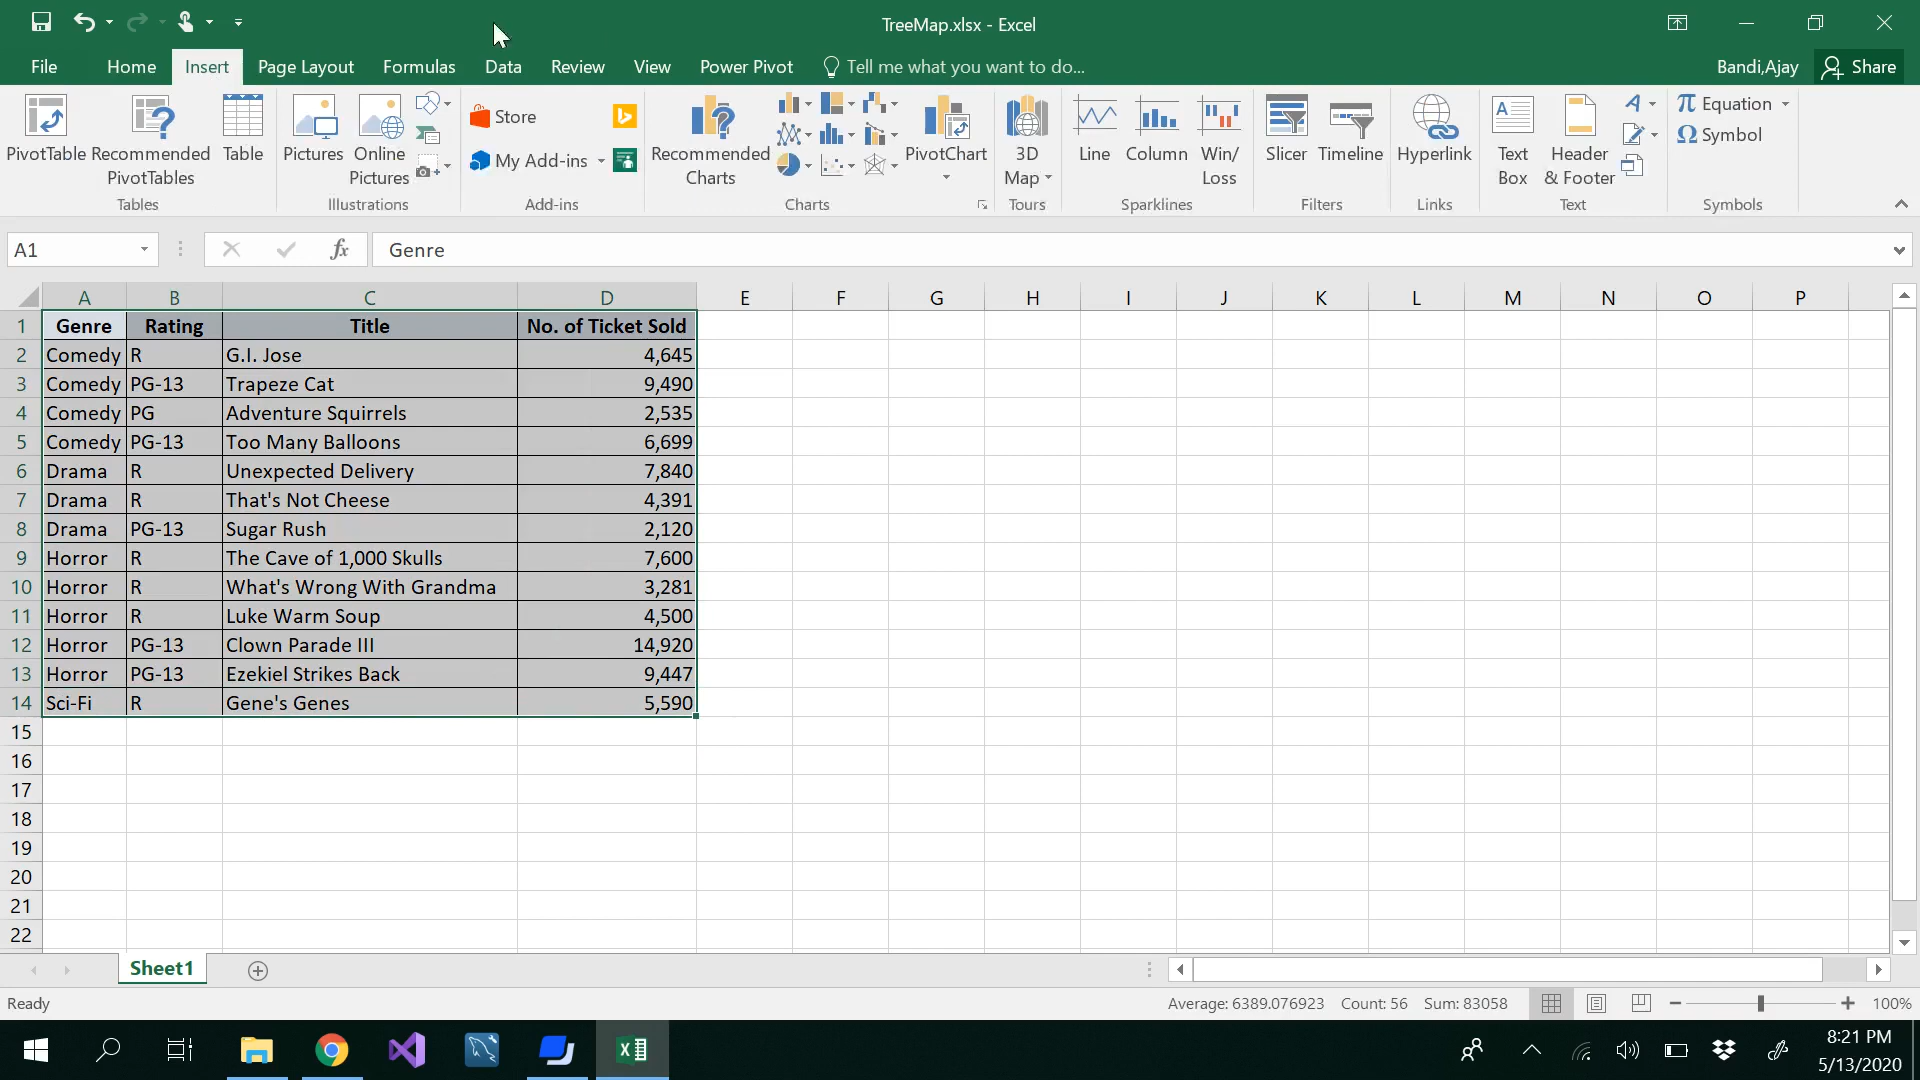 TreeMap.xlsx - Excel
File Home Insert Page Layout Formulas Data Review View Power Pivot Tell me what you want to do... Bandi,Ajay Share
PivotTable
Recommended PivotTables
Table
Tables
Pictures
Online Pictures
Illustrations
Store
My Add-ins
Add-ins
Recommended Charts
PivotChart
Charts
3D Map
Tours
Line
Column
Win/ Loss
Sparklines
Slicer
Timeline
Filters
Hyperlink
Links
Text Box
Header & Footer
Text
π Equation
Ω Symbol
Symbols
A1 fx Genre
A B C D E F G H I J K L M N O P
1 Genre Rating Title No. of Ticket Sold
2 Comedy R G.I. Jose 4,645
3 Comedy PG-13 Trapeze Cat 9,490
4 Comedy PG Adventure Squirrels 2,535
5 Comedy PG-13 Too Many Balloons 6,699
6 Drama R Unexpected Delivery 7,840
7 Drama R That's Not Cheese 4,391
8 Drama PG-13 Sugar Rush 2,120
9 Horror R The Cave of 1,000 Skulls 7,600
10 Horror R What's Wrong With Grandma 3,281
11 Horror R Luke Warm Soup 4,500
12 Horror PG-13 Clown Parade III 14,920
13 Horror PG-13 Ezekiel Strikes Back 9,447
14 Sci-Fi R Gene's Genes 5,590
15
16
17
18
19
20
21
22
Sheet1
Ready Average: 6389.076923 Count: 56 Sum: 83058 100%
8:21 PM
5/13/2020